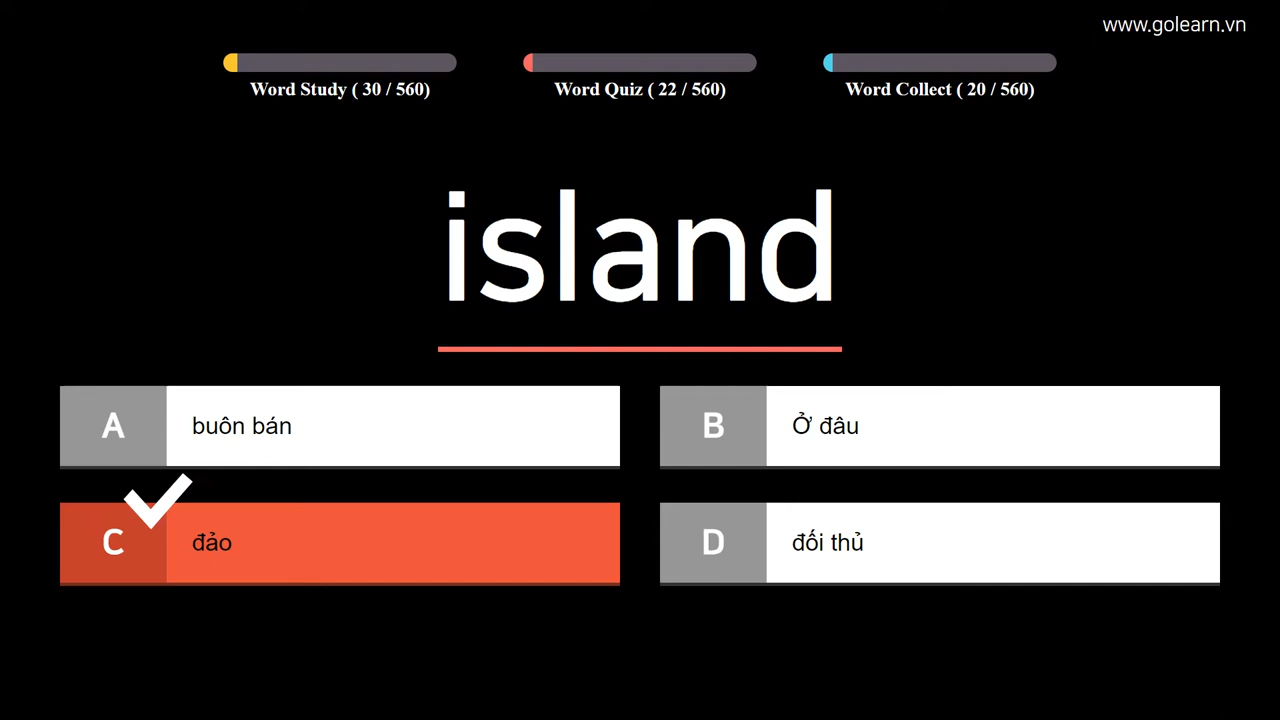 www.golearn.vn
Word Study ( 30 / 560)
Word Quiz ( 22 / 560)
Word Collect ( 20 / 560)
island
A buôn bán
B Ở đâu
C đảo
D đối thủ